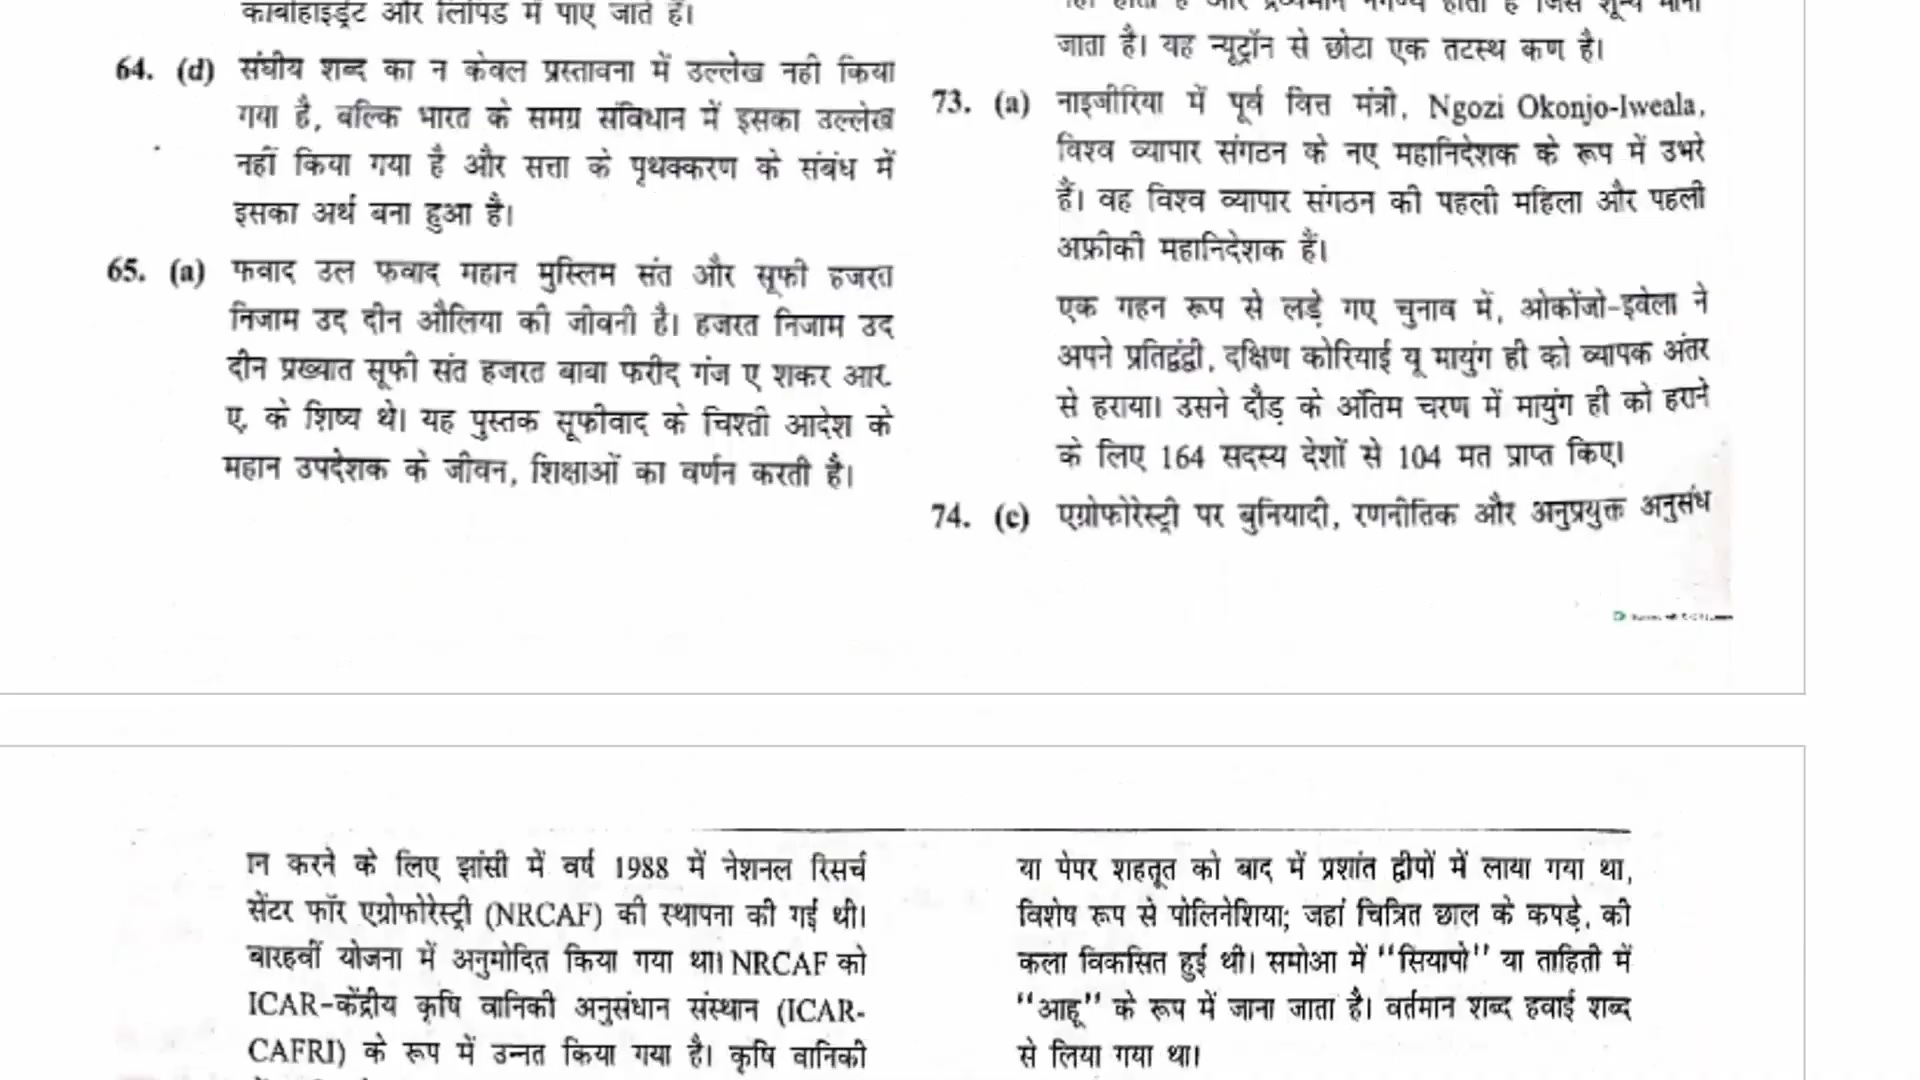 कार्बोहाइड्रेट और लिपिड में पाए जाते हैं।
64. (d) संघीय शब्द का न केवल प्रस्तावना में उल्लेख नही किया
गया है, बल्कि भारत के समग्र संविधान में इसका उल्लेख
नहीं किया गया है और सत्ता के पृथक्करण के संबंध में
इसका अर्थ बना हुआ है।
65. (a) फवाद उल फवाद महान मुस्लिम संत और सूफी हजरत
निजाम उद दीन औलिया की जीवनी है। हजरत निजाम उद
दीन प्रख्यात सूफी संत हजरत बाबा फरीद गंज ए शकर आर.
ए. के शिष्य थे। यह पुस्तक सूफीवाद के चिश्ती आदेश के
महान उपदेशक के जीवन, शिक्षाओं का वर्णन करती है।
जाता है। यह न्यूट्रॉन से छोटा एक तटस्थ कण है।
73. (a) नाइजीरिया में पूर्व वित्त मंत्री, Ngozi Okonjo-Iweala,
विश्व व्यापार संगठन के नए महानिदेशक के रूप में उभरे
हैं। वह विश्व व्यापार संगठन की पहली महिला और पहली
अफ्रीकी महानिदेशक हैं।
एक गहन रूप से लड़े गए चुनाव में, ओकोंजो-इवेला ने
अपने प्रतिद्वंद्वी, दक्षिण कोरियाई यू मायुंग ही को व्यापक अंतर
से हराया। उसने दौड़ के अंतिम चरण में मायुंग ही को हराने
के लिए 164 सदस्य देशों से 104 मत प्राप्त किए।
74. (c) एग्रोफोरेस्ट्री पर बुनियादी, रणनीतिक और अनुप्रयुक्त अनुसंध
ान करने के लिए झांसी में वर्ष 1988 में नेशनल रिसर्च
सेंटर फॉर एग्रोफोरेस्ट्री (NRCAF) की स्थापना की गई थी।
बारहवीं योजना में अनुमोदित किया गया था। NRCAF को
ICAR-केंद्रीय कृषि वानिकी अनुसंधान संस्थान (ICAR-
CAFRI) के रूप में उन्नत किया गया है। कृषि वानिकी
या पेपर शहतूत को बाद में प्रशांत द्वीपों में लाया गया था,
विशेष रूप से पोलिनेशिया; जहां चित्रित छाल के कपड़े, की
कला विकसित हुई थी। समोआ में "सियापो" या ताहिती में
"आहू" के रूप में जाना जाता है। वर्तमान शब्द हवाई शब्द
से लिया गया था।